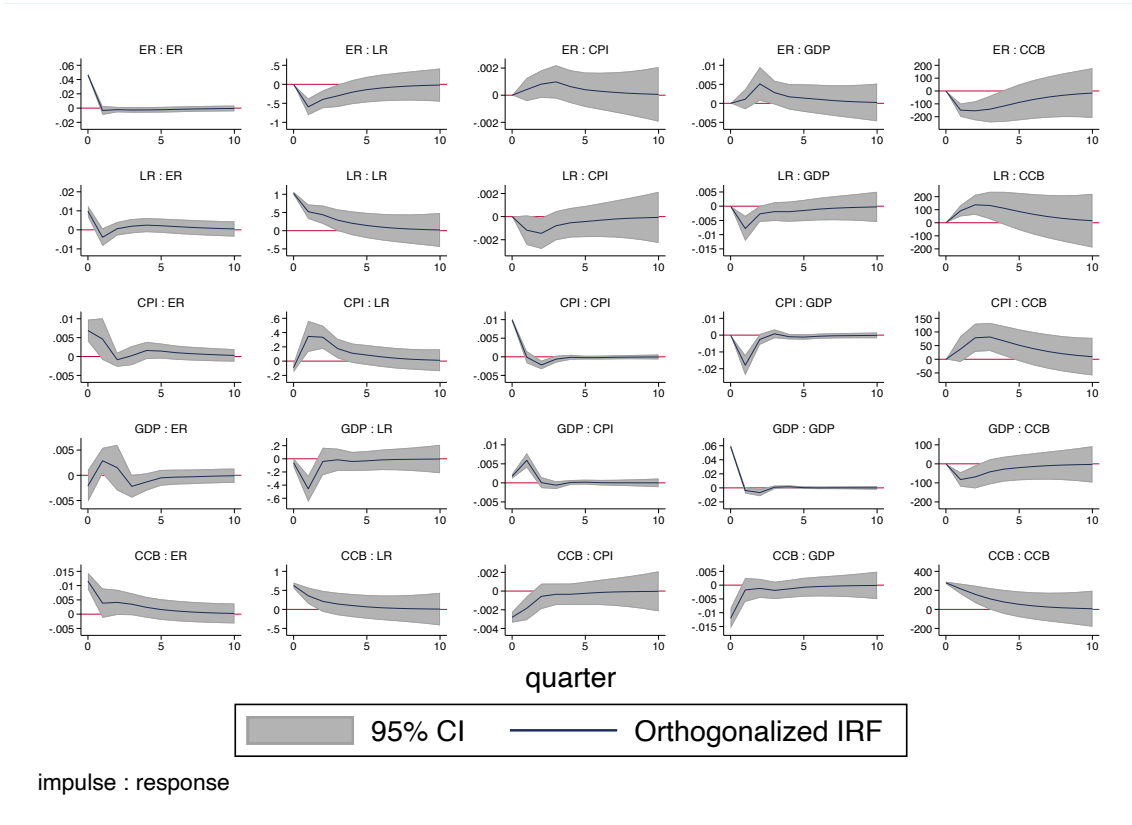 ER : ER
ER : LR
ER : CPI
ER : GDP
ER : CCB
.06
.04
.02
0
-.02
0 5 10
.5
0
-.5
-1
0 5 10
.002
0
-.002
0 5 10
.01
.005
0
-.005
0 5 10
200
100
0
-100
-200
0 5 10
LR : ER
LR : LR
LR : CPI
LR : GDP
LR : CCB
.02
.01
0
-.01
0 5 10
1
.5
0
-.5
0 5 10
.002
0
-.002
0 5 10
.005
0
-.005
-.01
-.015
0 5 10
200
100
0
-100
-200
0 5 10
CPI : ER
CPI : LR
CPI : CPI
CPI : GDP
CPI : CCB
.01
.005
0
-.005
0 5 10
.6
.4
.2
0
-.2
0 5 10
.01
.005
0
-.005
0 5 10
.01
0
-.01
-.02
0 5 10
150
100
50
0
-50
0 5 10
GDP : ER
GDP : LR
GDP : CPI
GDP : GDP
GDP : CCB
.005
0
-.005
0 5 10
.2
0
-.2
-.4
-.6
0 5 10
.01
.005
0
-.005
0 5 10
.06
.04
.02
0
-.02
0 5 10
100
0
-100
-200
0 5 10
CCB : ER
CCB : LR
CCB : CPI
CCB : GDP
CCB : CCB
.015
.01
.005
0
-.005
0 5 10
1
.5
0
-.5
0 5 10
.002
0
-.002
-.004
0 5 10
.005
0
-.005
-.01
-.015
0 5 10
400
200
0
-200
0 5 10
quarter
95% CI
Orthogonalized IRF
impulse : response